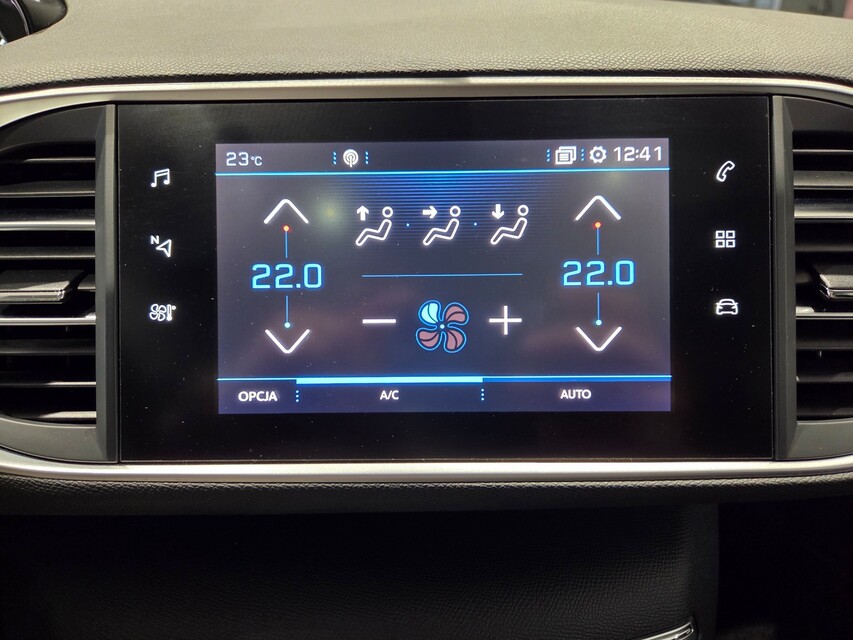 23°C 12:41
N
22.0 22.0
OPCJA A/C AUTO